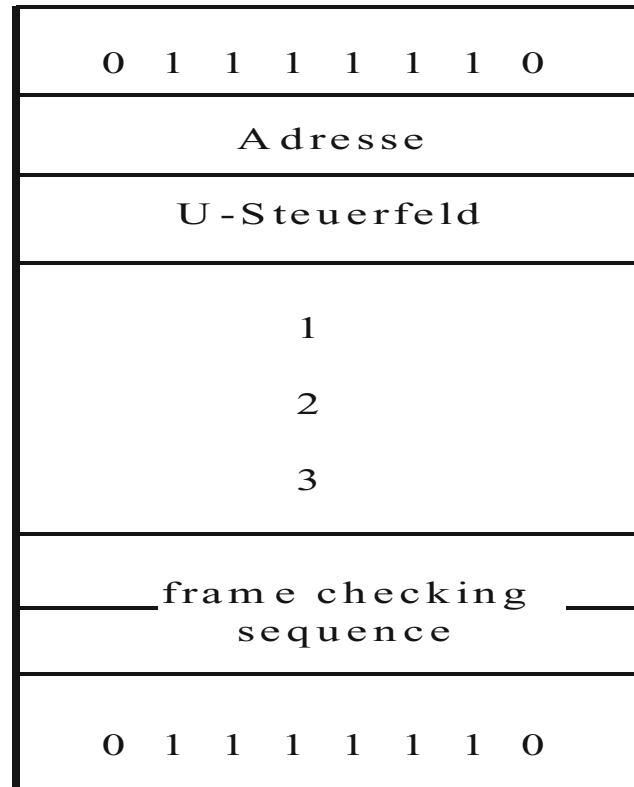 0 1 1 1 1 1 1 0
Adresse
U-Steuerfeld
1
2
3
frame checking
sequence
0 1 1 1 1 1 1 0